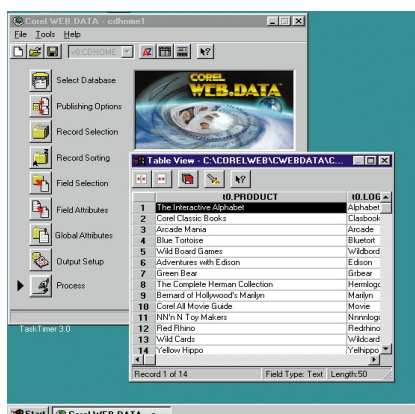 Corel WEB.DATA - cdhome1
File Tools Help
v0:CDHOME
Select Database
Publishing Options
Record Selection
Record Sorting
Field Selection
Field Attributes
Global Attributes
Output Setup
Process
COREL
WEB.DATA
Table View - C:\CORELWEB\CWEBDATA\C...
t0.PRODUCT t0.LOG
1 The Interactive Alphabet Alphabet
2 Corel Classic Books Clasbook
3 Arcade Mania Arcade
4 Blue Tortoise Bluetort
5 Wild Board Games Wildbord
6 Adventures with Edison Edison
7 Green Bear Grbear
8 The Complete Herman Collection Hermlogo
9 Bernard of Hollywood's Marilyn Marilyn
10 Corel All Movie Guide Movie
11 NN'n N Toy Makers Nnnnlogo
12 Red Rhino Redrhino
13 Wild Cards Wildcard
14 Yellow Hippo Yelhippo
Record 1 of 14 Field Type: Text Length:50
TaskTimer 3.0
Start Corel WEB.DATA - c